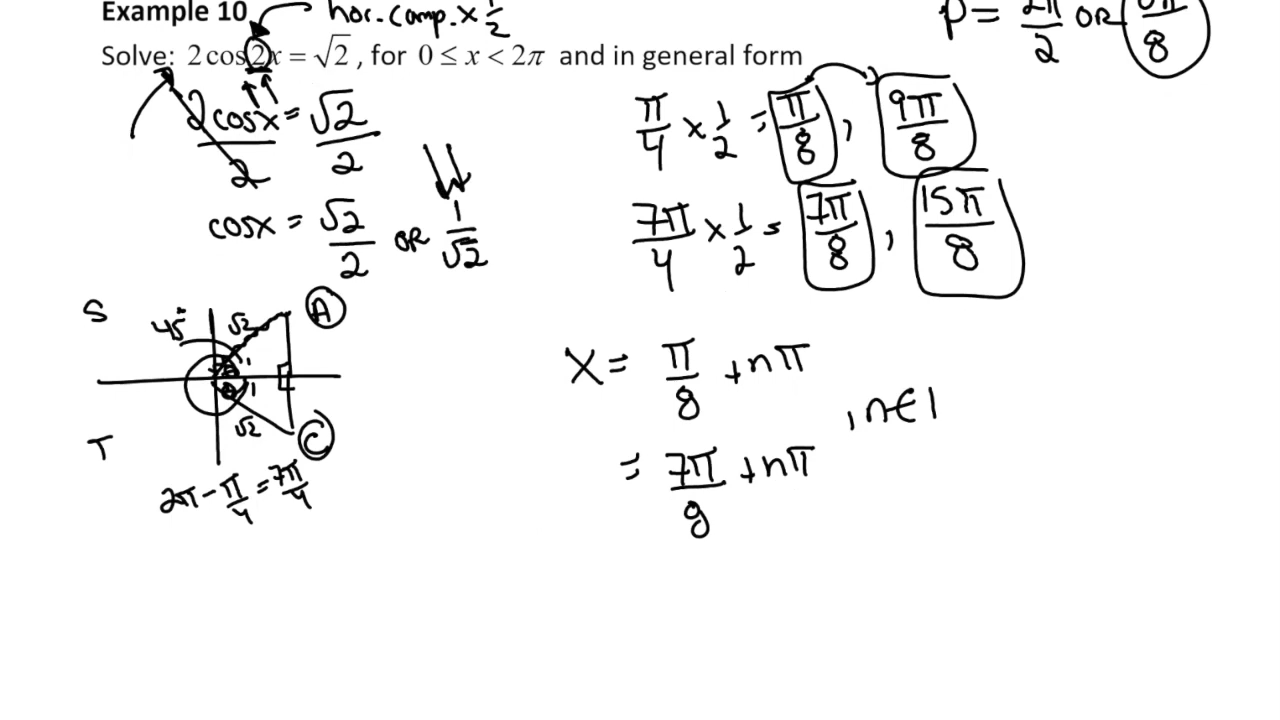 Example 10 hor. comp. x 1/2
P = 2π/2 OR 8π/8
Solve: 2cos2x = √2, for 0 ≤ x < 2π and in general form
2cosx/2 = √2/2
cosx = √2/2 OR 1/√2
S A
45° √2
1
1
√2
T C
2π - π/4 = 7π/4
π/4 x 1/2 = π/8, 9π/8
7π/4 x 1/2 = 7π/8, 15π/8
x = π/8 + nπ
, n∈I
= 7π/8 + nπ